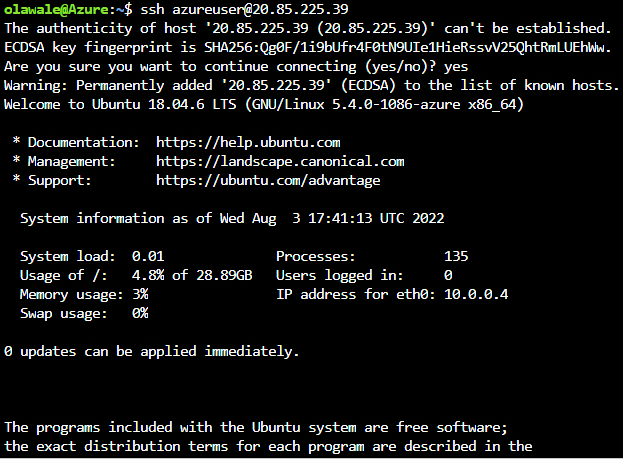 olawale@Azure:~$ ssh azureuser@20.85.225.39
The authenticity of host '20.85.225.39 (20.85.225.39)' can't be established.
ECDSA key fingerprint is SHA256:Qg0F/1i9bUfr4F0tN9UIe1HieRssvV25QhtRmLUEhWw.
Are you sure you want to continue connecting (yes/no)? yes
Warning: Permanently added '20.85.225.39' (ECDSA) to the list of known hosts.
Welcome to Ubuntu 18.04.6 LTS (GNU/Linux 5.4.0-1086-azure x86_64)
* Documentation: https://help.ubuntu.com
* Management: https://landscape.canonical.com
* Support: https://ubuntu.com/advantage
System information as of Wed Aug 3 17:41:13 UTC 2022
System load: 0.01 Processes: 135
Usage of /: 4.8% of 28.89GB Users logged in: 0
Memory usage: 3% IP address for eth0: 10.0.0.4
Swap usage: 0%
0 updates can be applied immediately.
The programs included with the Ubuntu system are free software;
the exact distribution terms for each program are described in the